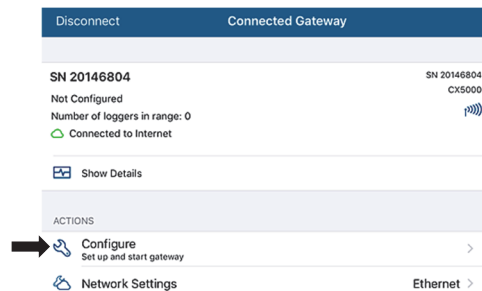 Disconnect Connected Gateway
SN 20146804 SN 20146804
Not Configured CX5000
Number of loggers in range: 0
Connected to Internet
Show Details
ACTIONS
Configure
Set up and start gateway
Network Settings Ethernet